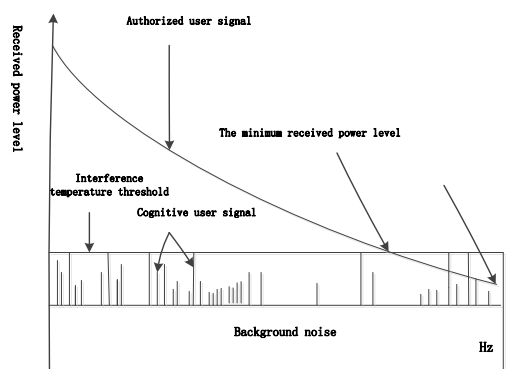 Authorized user signal
Received power level
The minimum received power level
Interference
temperature threshold
Cognitive user signal
Background noise
Hz